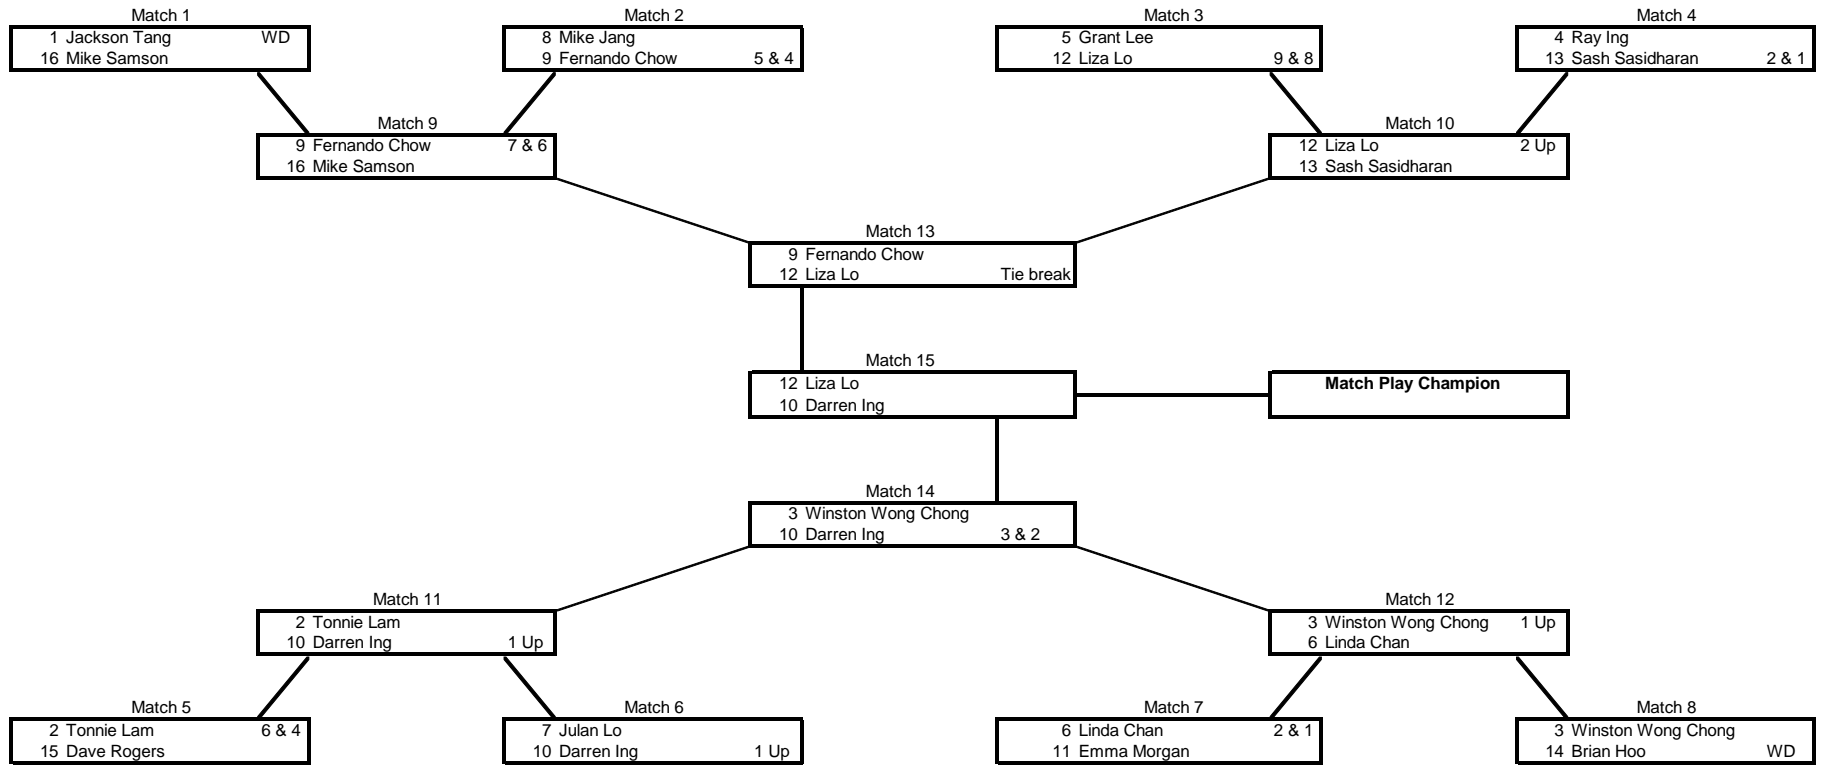 Match 1
1 Jackson Tang WD
16 Mike Samson
Match 2
8 Mike Jang
9 Fernando Chow 5 & 4
Match 3
5 Grant Lee
12 Liza Lo 9 & 8
Match 4
4 Ray Ing
13 Sash Sasidharan 2 & 1
Match 9
9 Fernando Chow 7 & 6
16 Mike Samson
Match 10
12 Liza Lo 2 Up
13 Sash Sasidharan
Match 13
9 Fernando Chow
12 Liza Lo Tie break
Match 15
12 Liza Lo
10 Darren Ing
Match Play Champion
Match 14
3 Winston Wong Chong
10 Darren Ing 3 & 2
Match 11
2 Tonnie Lam
10 Darren Ing 1 Up
Match 12
3 Winston Wong Chong 1 Up
6 Linda Chan
Match 5
2 Tonnie Lam 6 & 4
15 Dave Rogers
Match 6
7 Julan Lo
10 Darren Ing 1 Up
Match 7
6 Linda Chan 2 & 1
11 Emma Morgan
Match 8
3 Winston Wong Chong
14 Brian Hoo WD